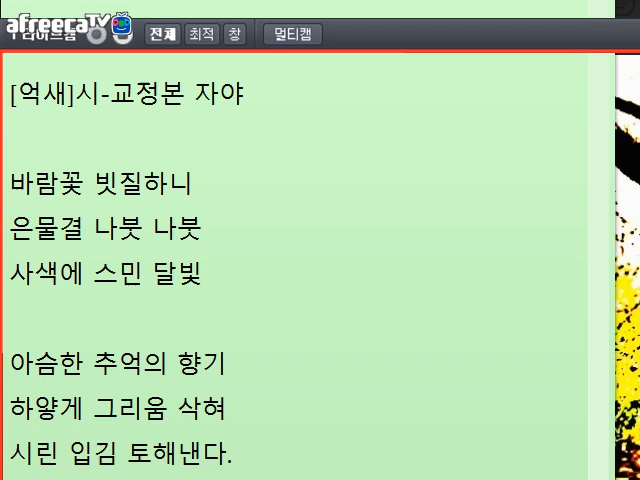 afreecaTV
전체 최적 창 멀티캠
[억새]시-교정본 자야
바람꽃 빗질하니
은물결 나붓 나붓
사색에 스민 달빛
아슴한 추억의 향기
하얗게 그리움 삭혀
시린 입김 토해낸다.